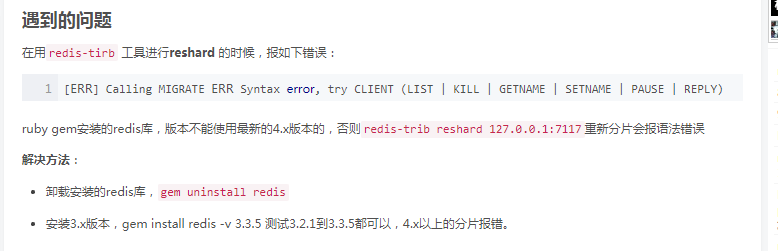 遇到的问题
在用 redis-tirb 工具进行reshard 的时候，报如下错误：
1 [ERR] Calling MIGRATE ERR Syntax error, try CLIENT (LIST | KILL | GETNAME | SETNAME | PAUSE | REPLY)
ruby gem安装的redis库，版本不能使用最新的4.x版本的，否则 redis-trib reshard 127.0.0.1:7117 重新分片会报语法错误
解决方法：
卸载安装的redis库，gem uninstall redis
安装3.x版本，gem install redis -v 3.3.5 测试3.2.1到3.3.5都可以，4.x以上的分片报错。